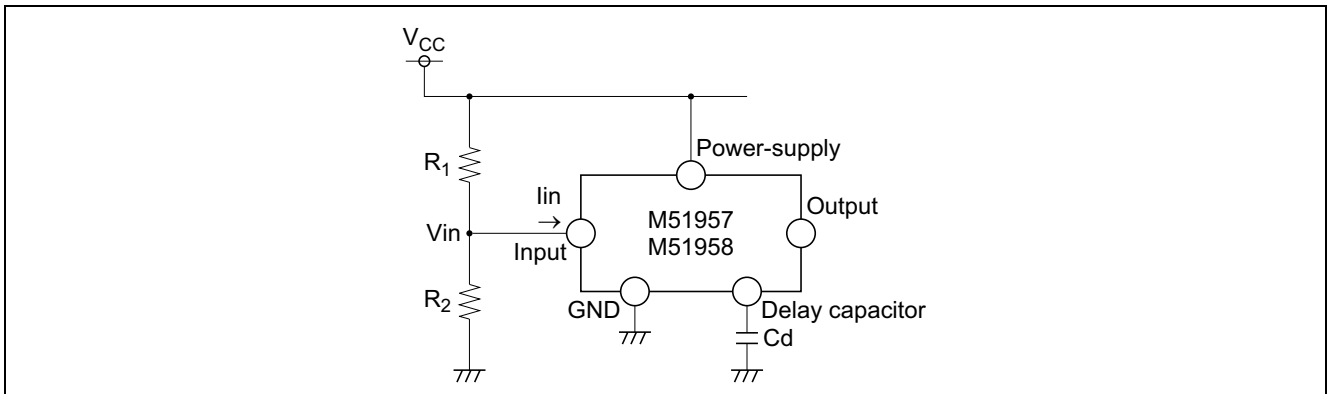 VCC
R1
Power-supply
Iin
→
Output
M51957
M51958
Vin
Input
R2
GND
Delay capacitor
Cd